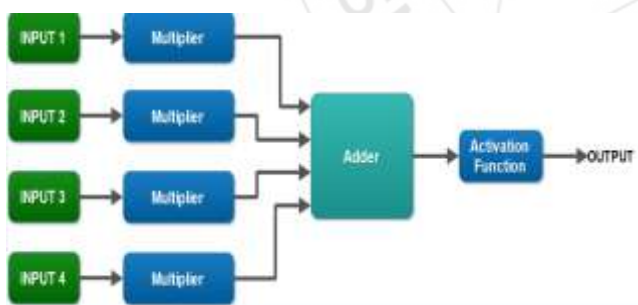 INPUT 1
Multiplier
INPUT 2
Multiplier
INPUT 3
Multiplier
INPUT 4
Multiplier
Adder
Activation
Function
OUTPUT